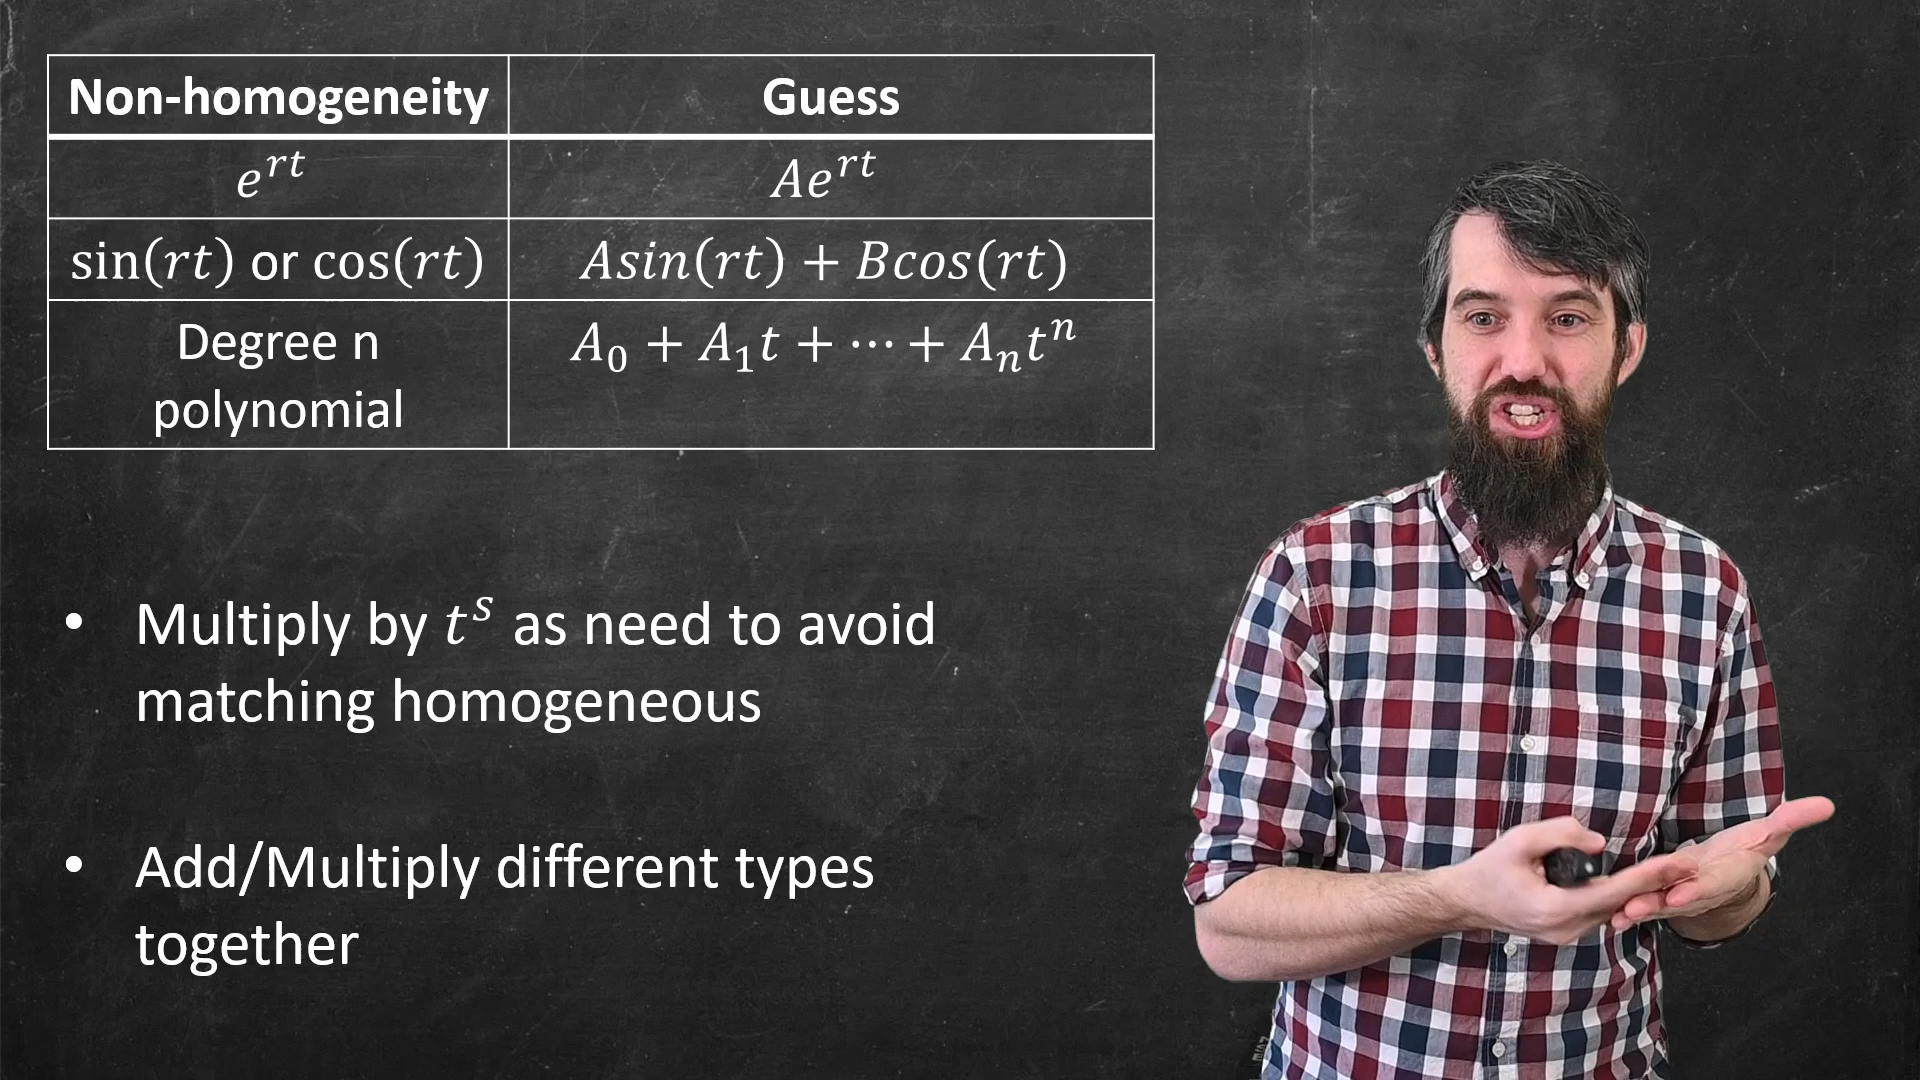 Non-homogeneity Guess
e^{rt} Ae^{rt}
sin(rt) or cos(rt) Asin(rt) + Bcos(rt)
Degree n A_0 + A_1t + ⋯ + A_nt^n
polynomial
• Multiply by t^s as need to avoid
matching homogeneous
• Add/Multiply different types
together